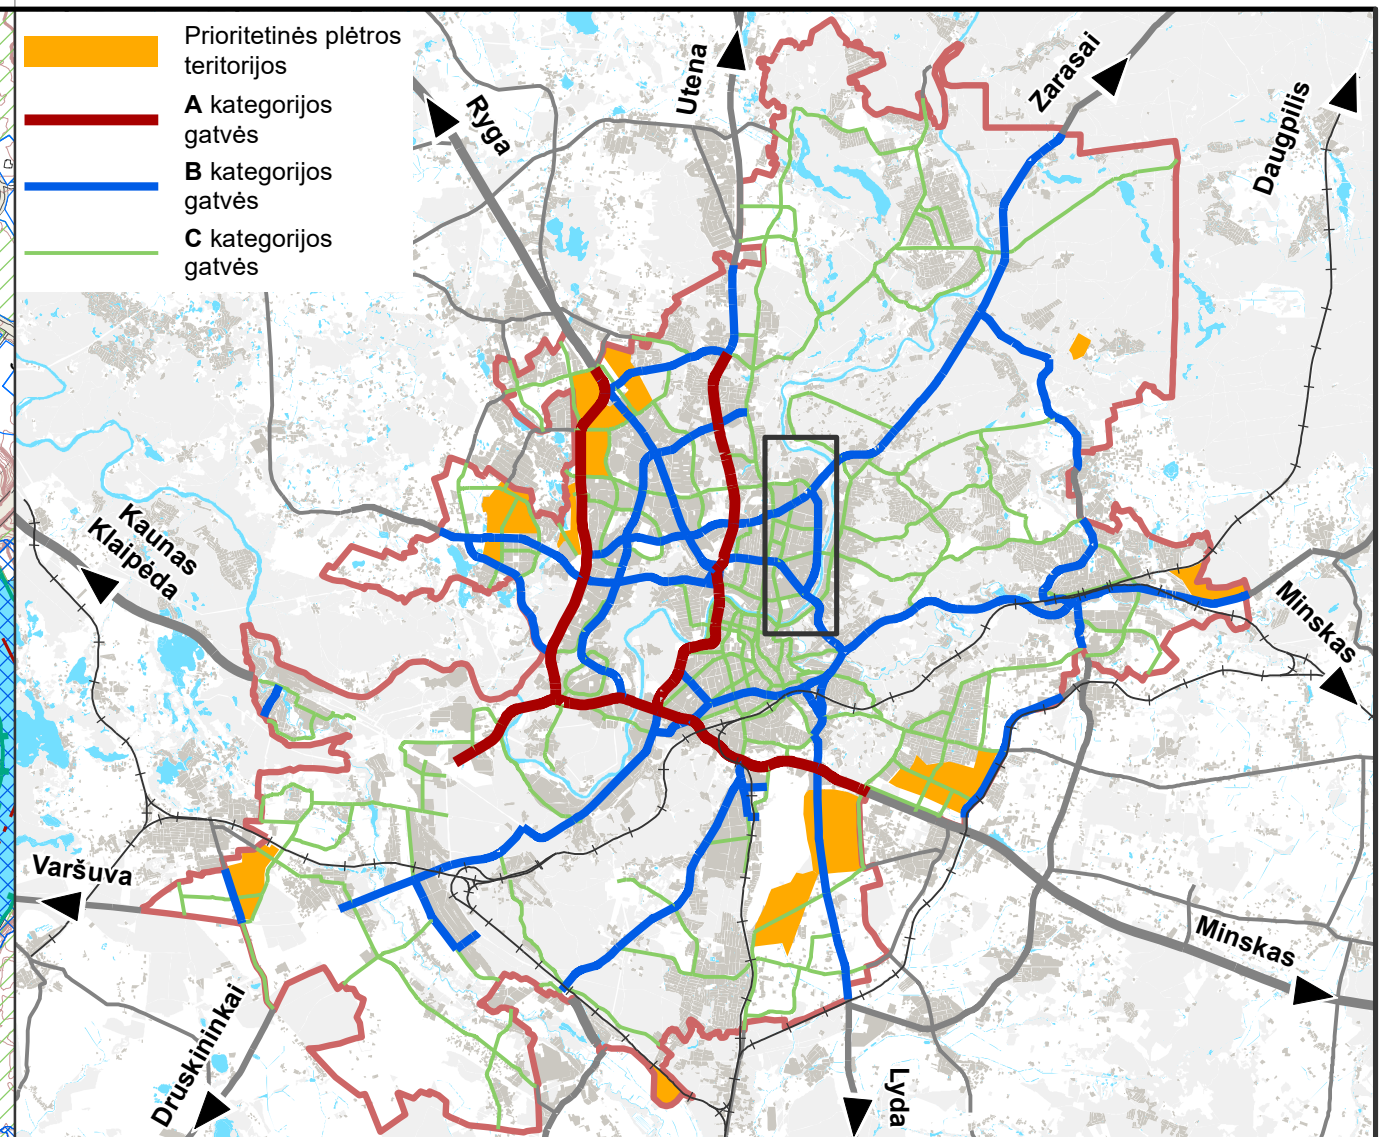 Prioritetinės plėtros
teritorijos
A kategorijos
gatvės
B kategorijos
gatvės
C kategorijos
gatvės
Ryga
Utena
Zarasai
Daugpilis
Kaunas
Klaipėda
Minskas
Varšuva
Minskas
Druskininkai
Lyda